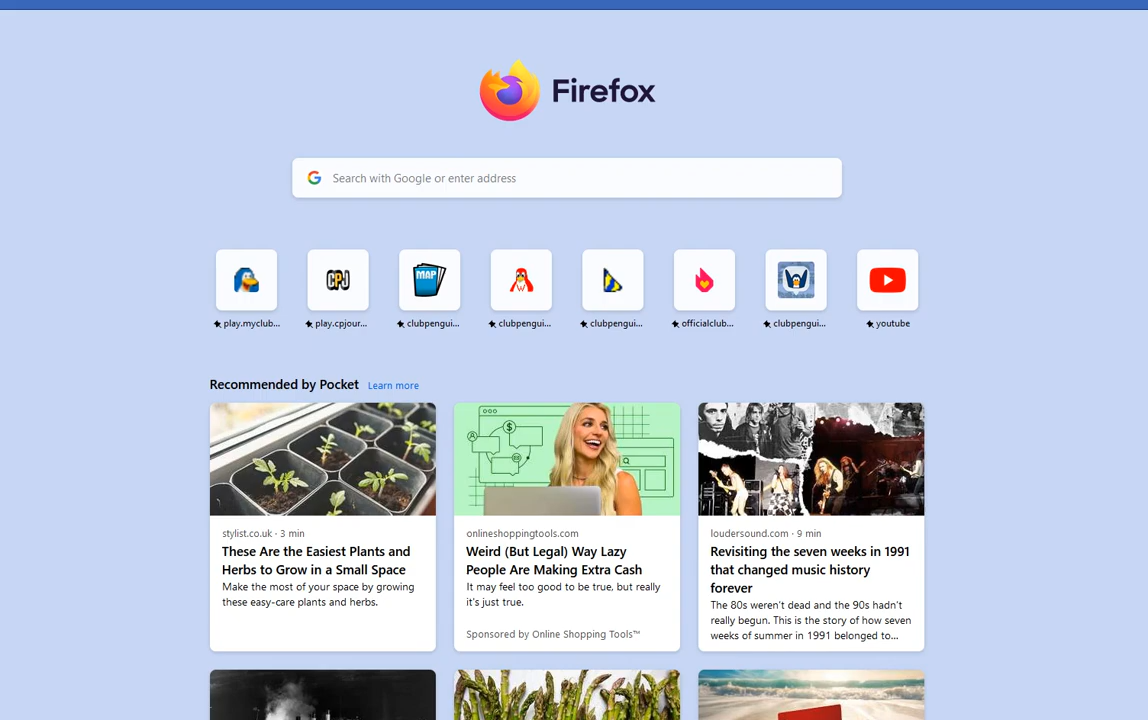 Firefox
Search with Google or enter address
MAP
CPJ
play.myclub...
play.cpjour...
clubpengui...
clubpengui...
clubpengui...
officialclub...
clubpengui...
youtube
Recommended by Pocket Learn more
stylist.co.uk · 3 min
These Are the Easiest Plants and
Herbs to Grow in a Small Space
Make the most of your space by growing
these easy-care plants and herbs.
onlineshoppingtools.com
Weird (But Legal) Way Lazy
People Are Making Extra Cash
It may feel too good to be true, but really
it's just true.
Sponsored by Online Shopping Tools™
loudersound.com · 9 min
Revisiting the seven weeks in 1991
that changed music history
forever
The 80s weren't dead and the 90s hadn't
really begun. This is the story of how seven
weeks of summer in 1991 belonged to...